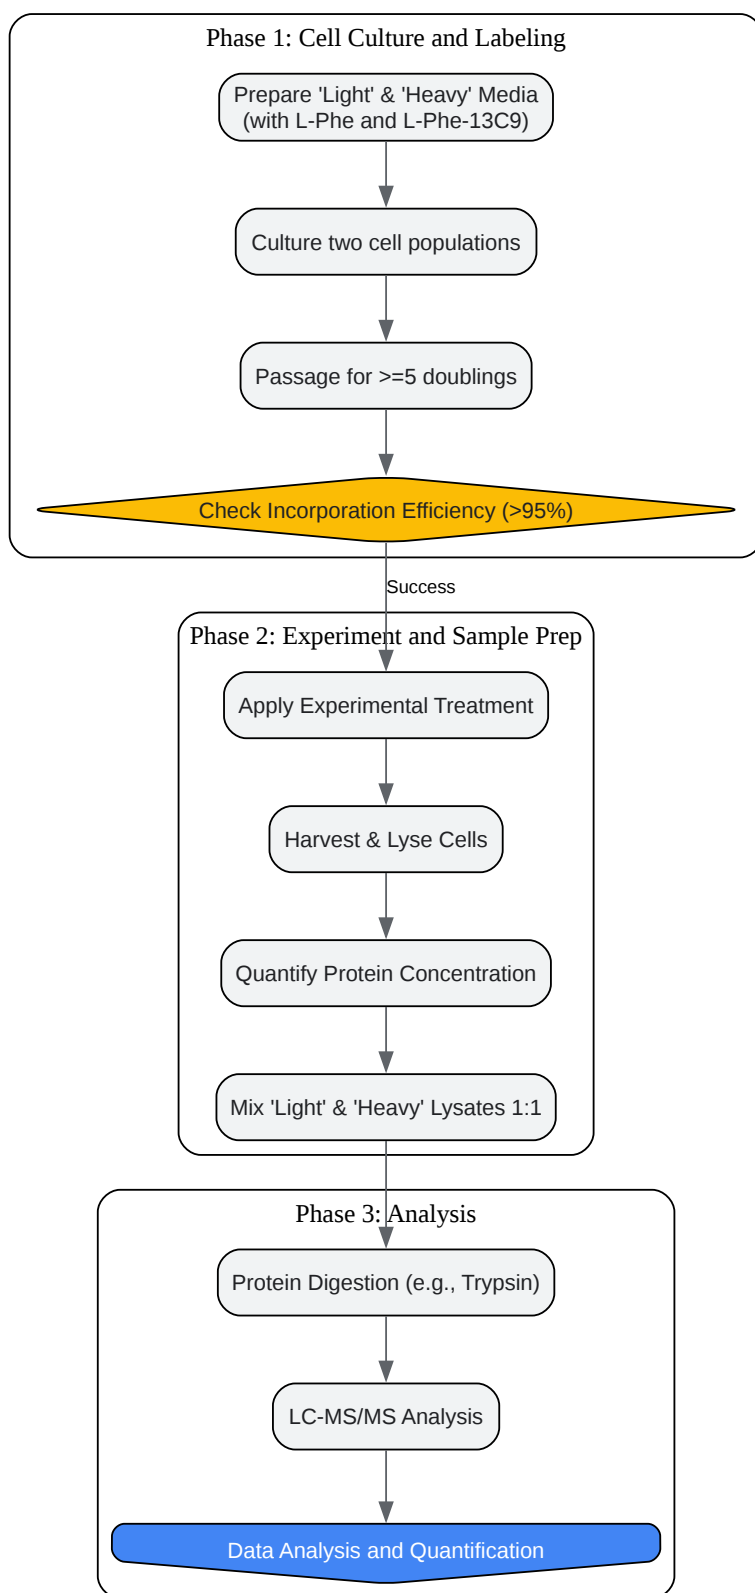 Phase 1: Cell Culture and Labeling
Prepare 'Light' & 'Heavy' Media
(with L-Phe and L-Phe-13C9)
Culture two cell populations
Passage for >=5 doublings
Check Incorporation Efficiency (>95%)
Success
Phase 2: Experiment and Sample Prep
Apply Experimental Treatment
Harvest & Lyse Cells
Quantify Protein Concentration
Mix 'Light' & 'Heavy' Lysates 1:1
Phase 3: Analysis
Protein Digestion (e.g., Trypsin)
LC-MS/MS Analysis
Data Analysis and Quantification